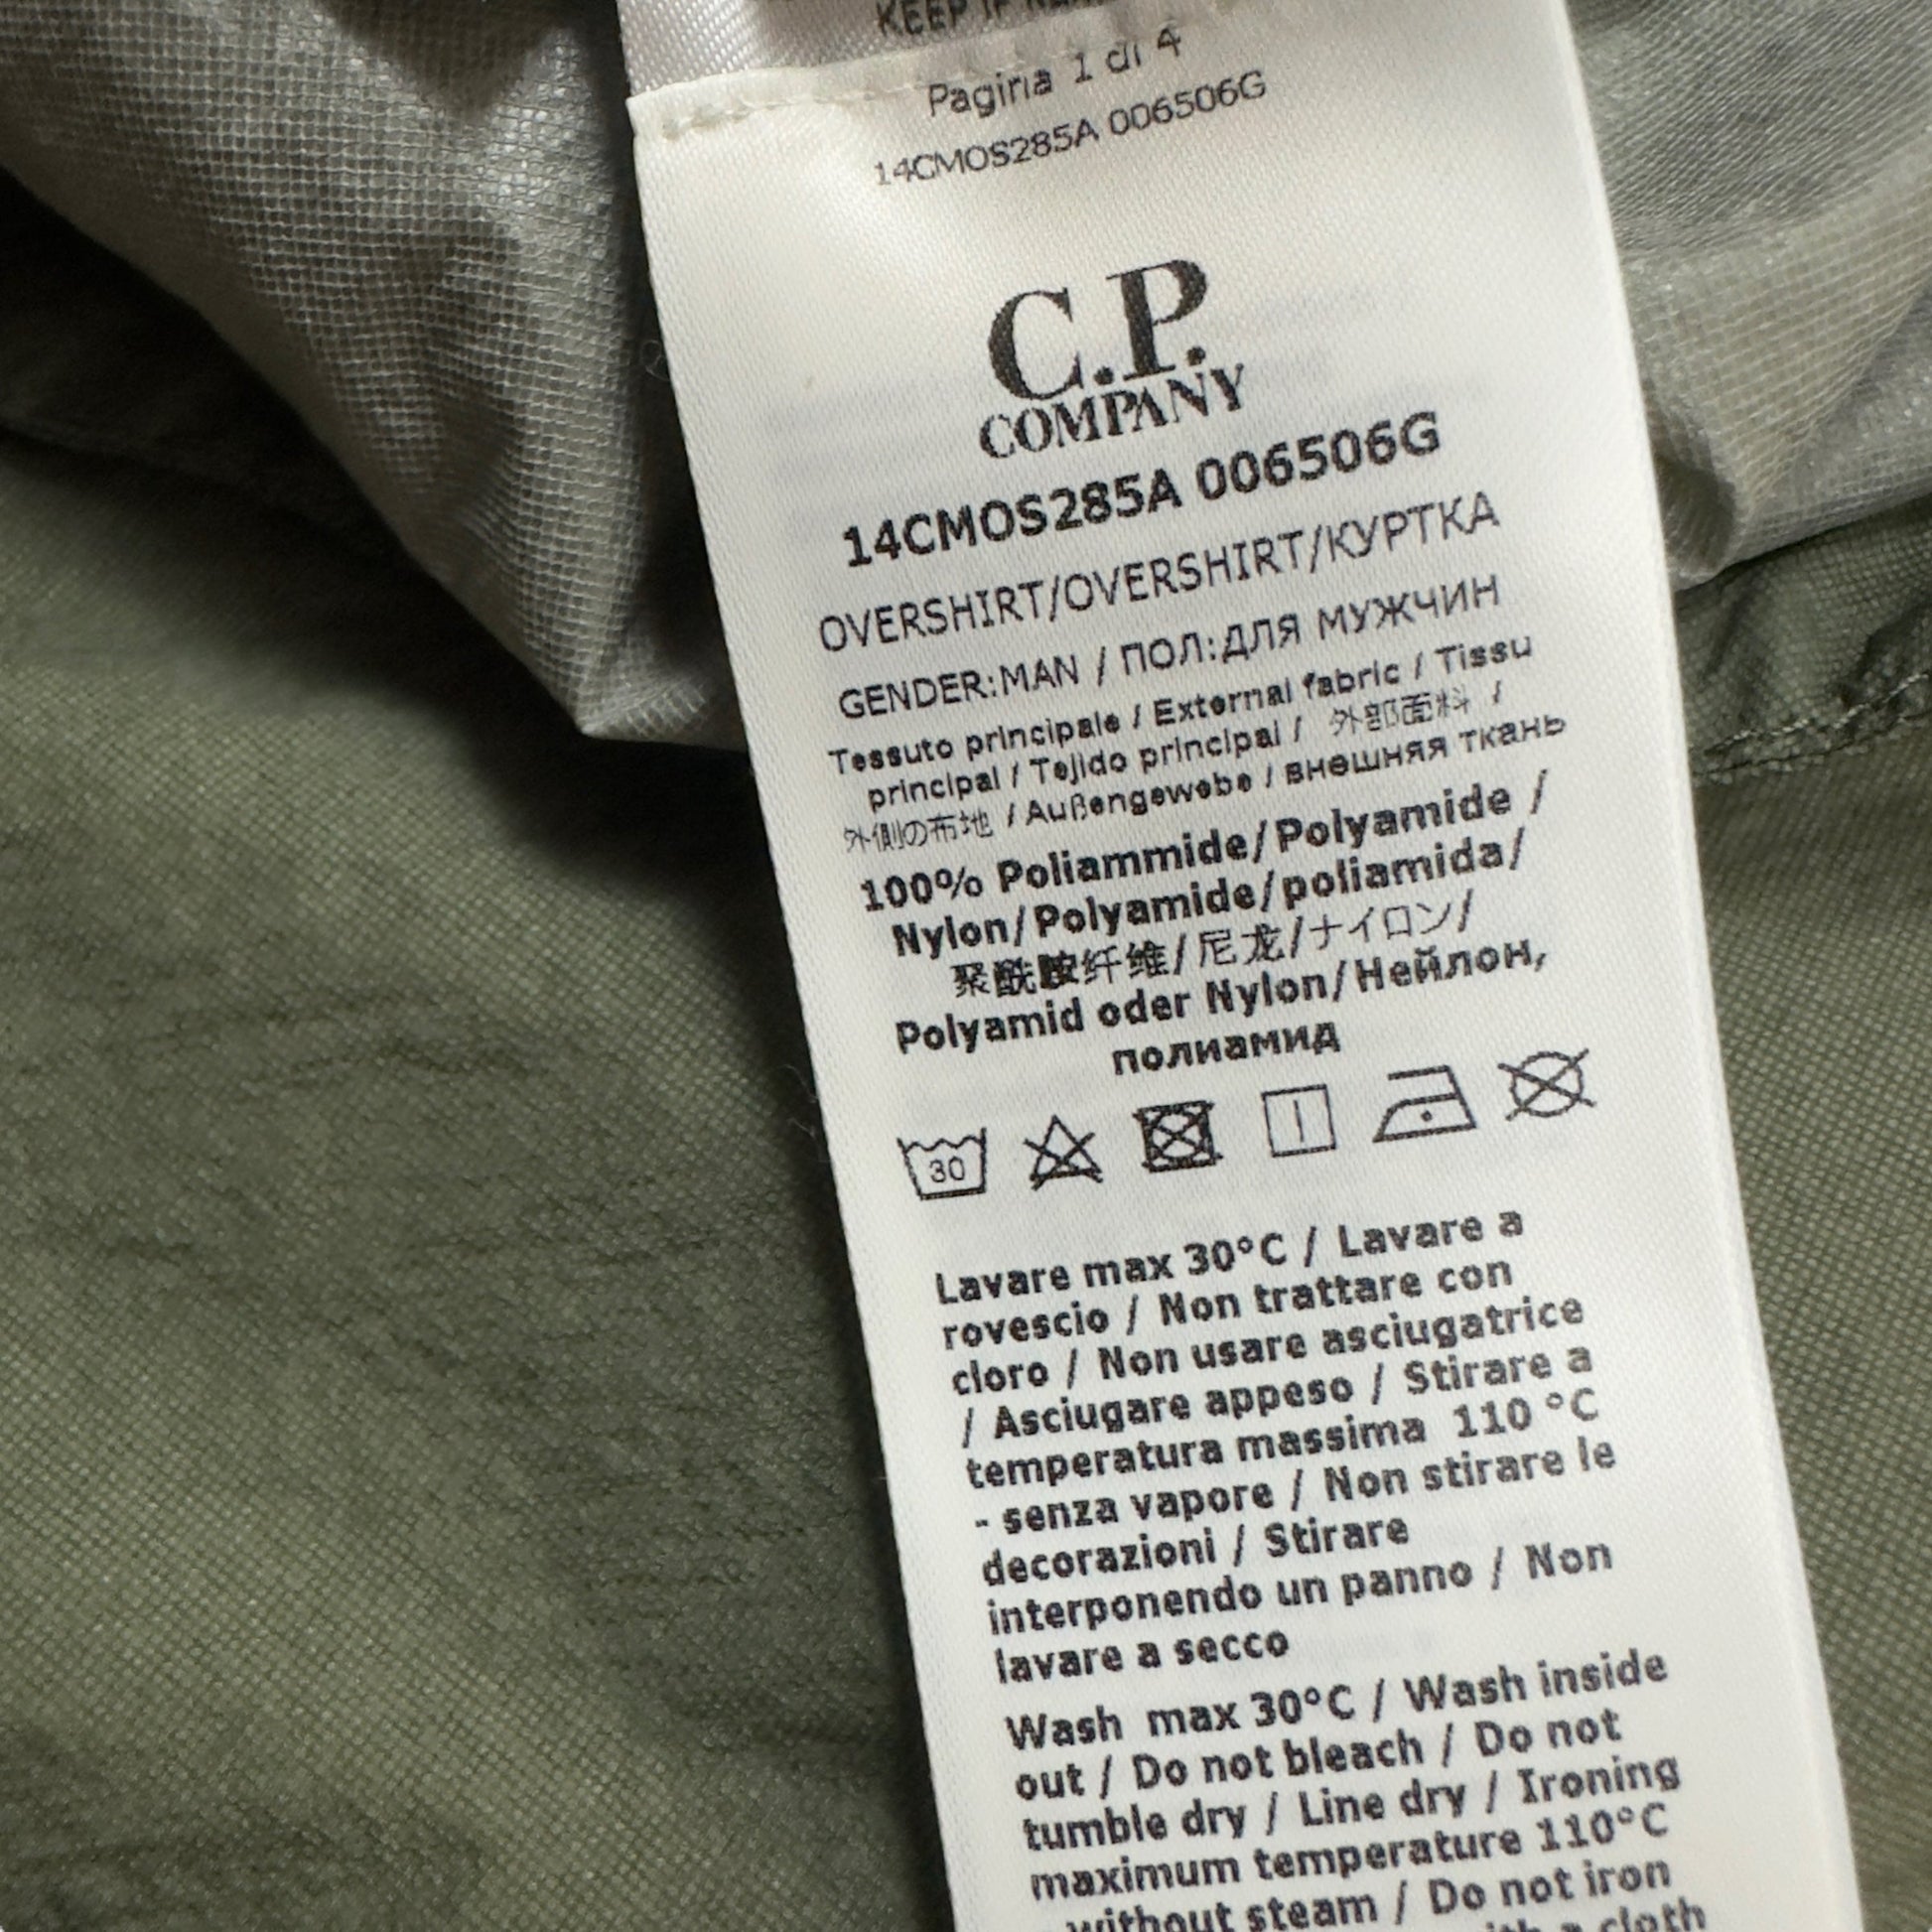 KEEP IF
Pagina 1 di 4
14CMOS285A 006506G
C.P.
COMPANY
14CMOS285A 006506G
OVERSHIRT/OVERSHIRT/КУРТКА
GENDER:MAN / ПОЛ:ДЛЯ МУЖЧИН
Tessuto principale / External fabric / Tissu
principal / Tejido principal / 外部面料 /
外側の布地 / Außengewebe / внешняя ткань
100% Poliammide/Polyamide /
Nylon/Polyamide/poliamida/
聚酰胺纤维/尼龙/ナイロン/
Polyamid oder Nylon/Нейлон,
полиамид
30
Lavare max 30°C / Lavare a
rovescio / Non trattare con
cloro / Non usare asciugatrice
/ Asciugare appeso / Stirare a
temperatura massima 110 °C
- senza vapore / Non stirare le
decorazioni / Stirare
interponendo un panno / Non
lavare a secco
Wash max 30°C / Wash inside
out / Do not bleach / Do not
tumble dry / Line dry / Ironing
maximum temperature 110°C
- without steam / Do not iron
with a cloth